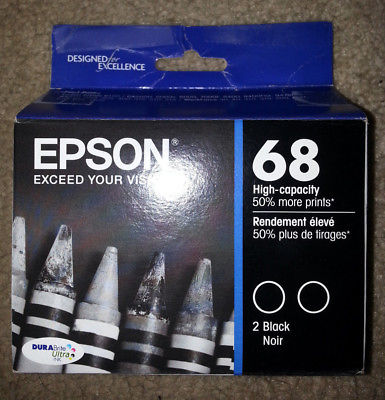 DESIGNED for
EXCELLENCE
EPSON®
EXCEED YOUR VIS
68
High-capacity
50% more prints*
Rendement élevé
50% plus de tirages*
2 Black
Noir
DURABrite
Ultra
INK